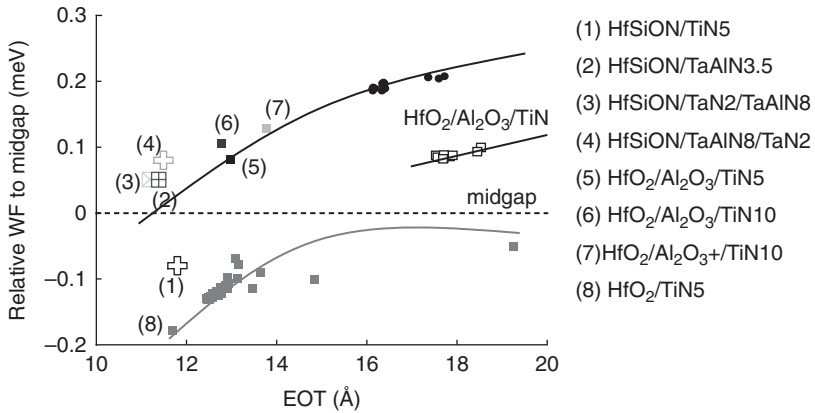 Relative WF to midgap (meV)
0.3
0.2
0.1
0
−0.1
−0.2
(7)
(6)
(4)
(5)
(3)
(2)
(1)
(8)
HfO2/Al2O3/TiN
midgap
10
12
14
16
18
20
EOT (Å)
(1) HfSiON/TiN5
(2) HfSiON/TaAlN3.5
(3) HfSiON/TaN2/TaAlN8
(4) HfSiON/TaAlN8/TaN2
(5) HfO2/Al2O3/TiN5
(6) HfO2/Al2O3/TiN10
(7)HfO2/Al2O3+/TiN10
(8) HfO2/TiN5